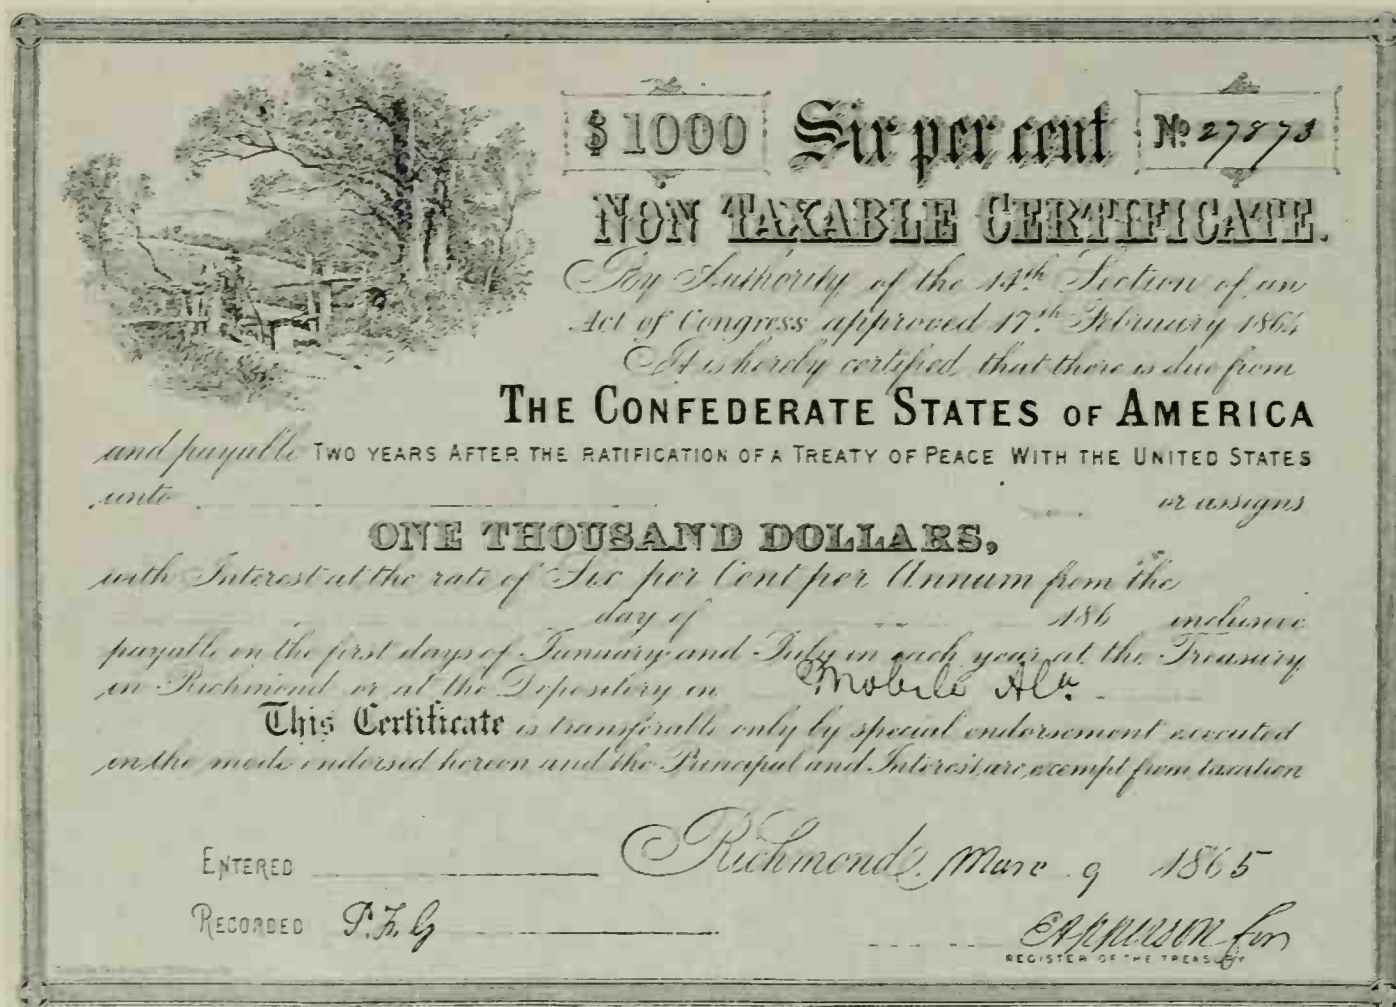 $ 1000 Six per cent No. 27873
NON TAXABLE CERTIFICATE.
By Authority of the 14th Section of an
Act of Congress approved 17th February 1864
It is hereby certified that there is due from
THE CONFEDERATE STATES OF AMERICA
and payable TWO YEARS AFTER THE RATIFICATION OF A TREATY OF PEACE WITH THE UNITED STATES
unto or assigns
ONE THOUSAND DOLLARS,
with Interest at the rate of Six per Cent per Annum from the
day of 186 inclusive
payable on the first days of January and July in each year at the Treasury
in Richmond or at the Depository in Mobile Ala.
This Certificate is transferable only by special endorsement executed
in the mode endorsed hereon and the Principal and Interest are exempt from taxation
Richmond, 9 1865
ENTERED
RECORDED
for
REGISTER OF THE TREASURY